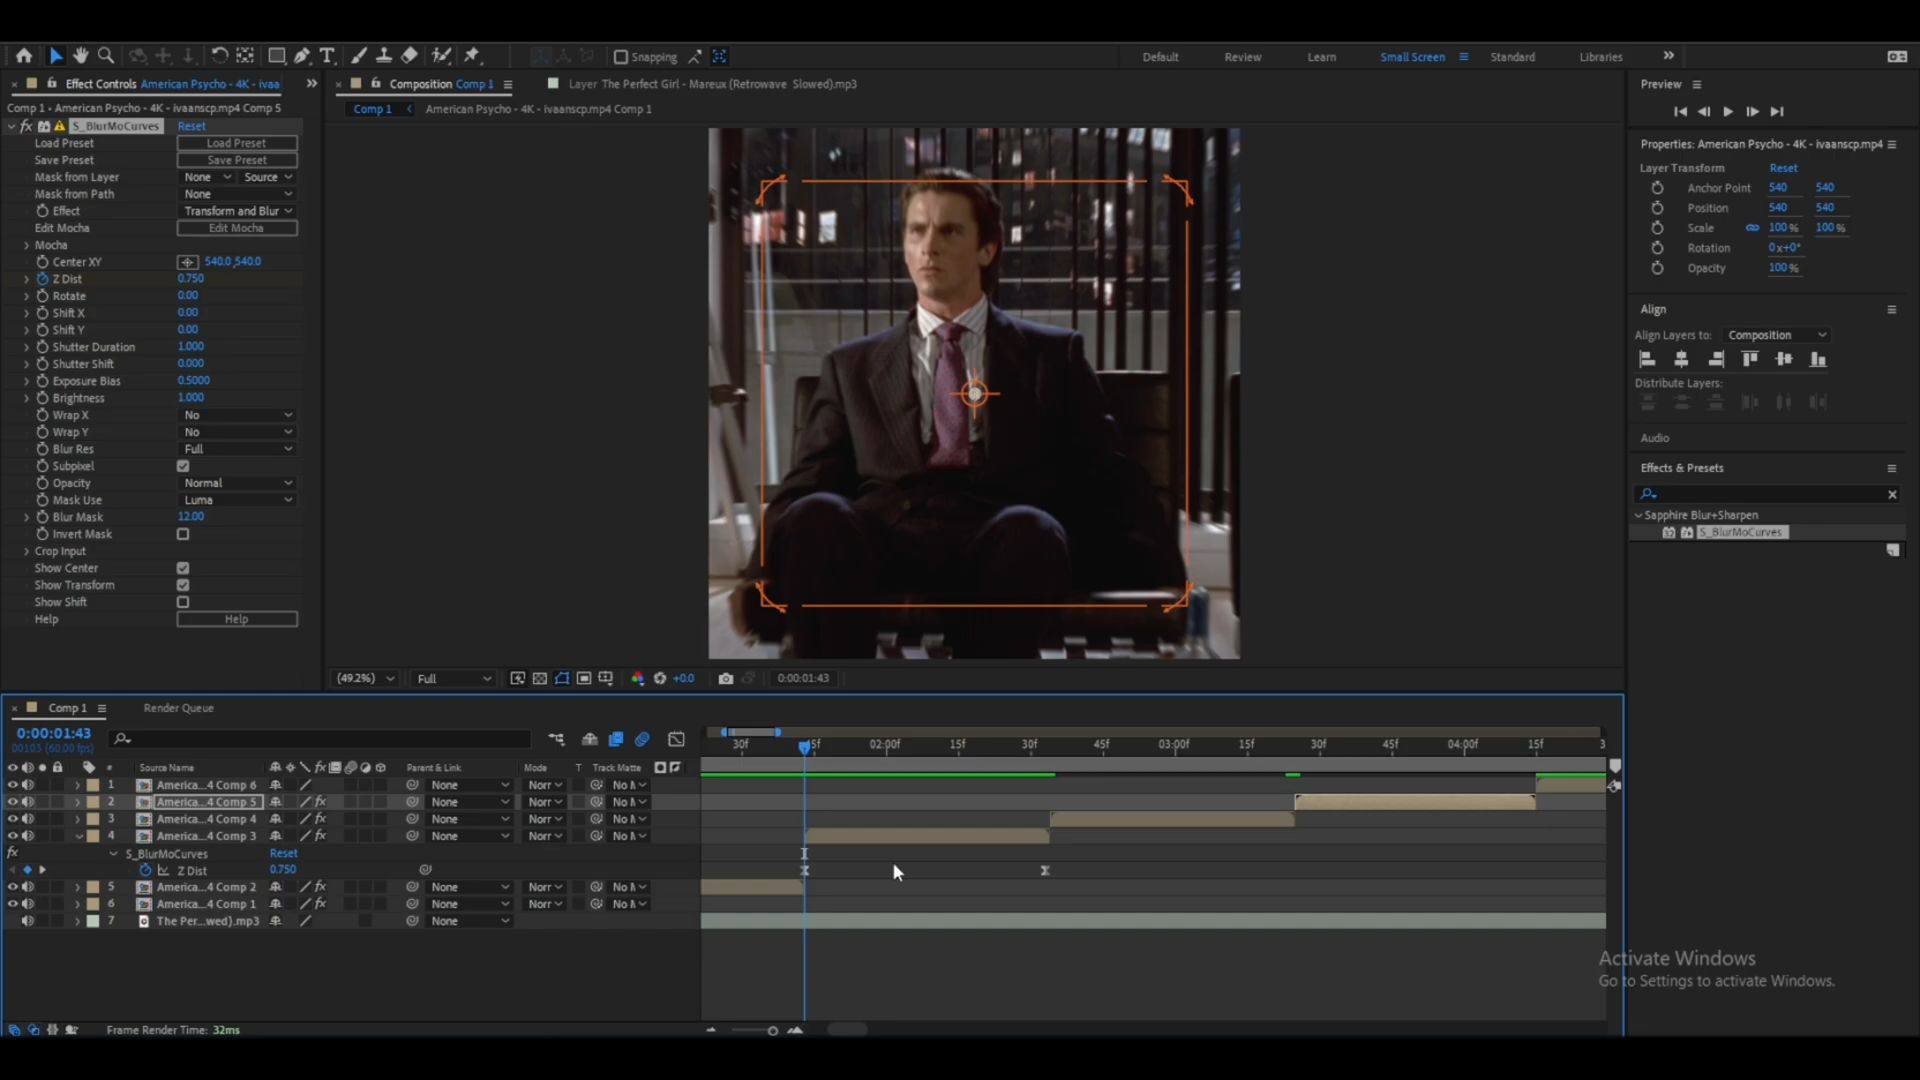 Snapping
Default
Review
Learn
Small Screen
Standard
Libraries
Effect Controls American Psycho - 4K - ivaa
Comp 1 • American Psycho - 4K - ivaanscp.mp4 Comp 5
S_BlurMoCurves Reset
Load Preset Load Preset
Save Preset Save Preset
Mask from Layer None Source
Mask from Path None
Effect Transform and Blur
Edit Mocha Edit Mocha
Mocha
Center XY 540.0,540.0
Z Dist 0.750
Rotate 0.00
Shift X 0.00
Shift Y 0.00
Shutter Duration 1.000
Shutter Shift 0.000
Exposure Bias 0.5000
Brightness 1.000
Wrap X No
Wrap Y No
Blur Res Full
Subpixel
Opacity Normal
Mask Use Luma
Blur Mask 12.00
Invert Mask
Crop Input
Show Center
Show Transform
Show Shift
Help Help
Composition Comp 1
Layer The Perfect Girl - Mareux (Retrowave Slowed).mp3
Comp 1 American Psycho - 4K - ivaanscp.mp4 Comp 1
(49.2%) Full +0.0 0:00:01:43
Preview
Properties: American Psycho - 4K - ivaanscp.mp4
Layer Transform Reset
Anchor Point 540 540
Position 540 540
Scale 100 % 100 %
Rotation 0x+0°
Opacity 100 %
Align
Align Layers to: Composition
Distribute Layers:
Audio
Effects & Presets
Sapphire Blur+Sharpen
S_BlurMoCurves
Comp 1 Render Queue
0:00:01:43
00103 (60.00 fps)
30f 15f 02:00f 15f 30f 45f 03:00f 15f 30f 45f 04:00f 15f 3
# Source Name fx Parent & Link Mode T Track Matte
1 America...4 Comp 6 None Norr No M
2 America...4 Comp 5 fx None Norr No M
3 America...4 Comp 4 fx None Norr No M
4 America...4 Comp 3 fx None Norr No M
fx S_BlurMoCurves Reset
Z Dist 0.750
5 America...4 Comp 2 fx None Norr No M
6 America...4 Comp 1 fx None Norr No M
7 The Per...wed).mp3 None
Frame Render Time: 32ms
Activate Windows
Go to Settings to activate Windows.